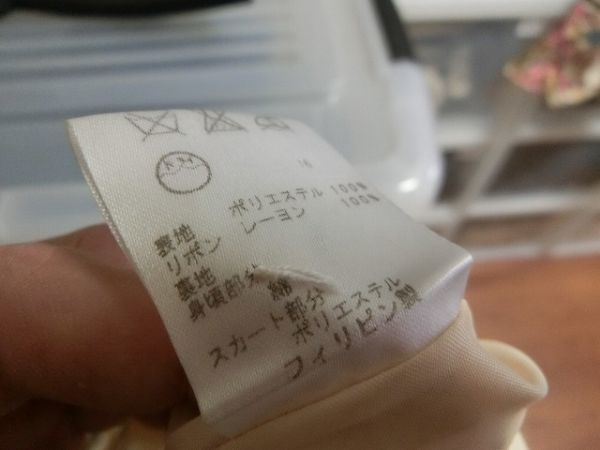 表地 ポリエステル 100%
リボン レーヨン 100%
裏地
身頃部分 綿
スカート部分
ポリエステル
フィリピン製